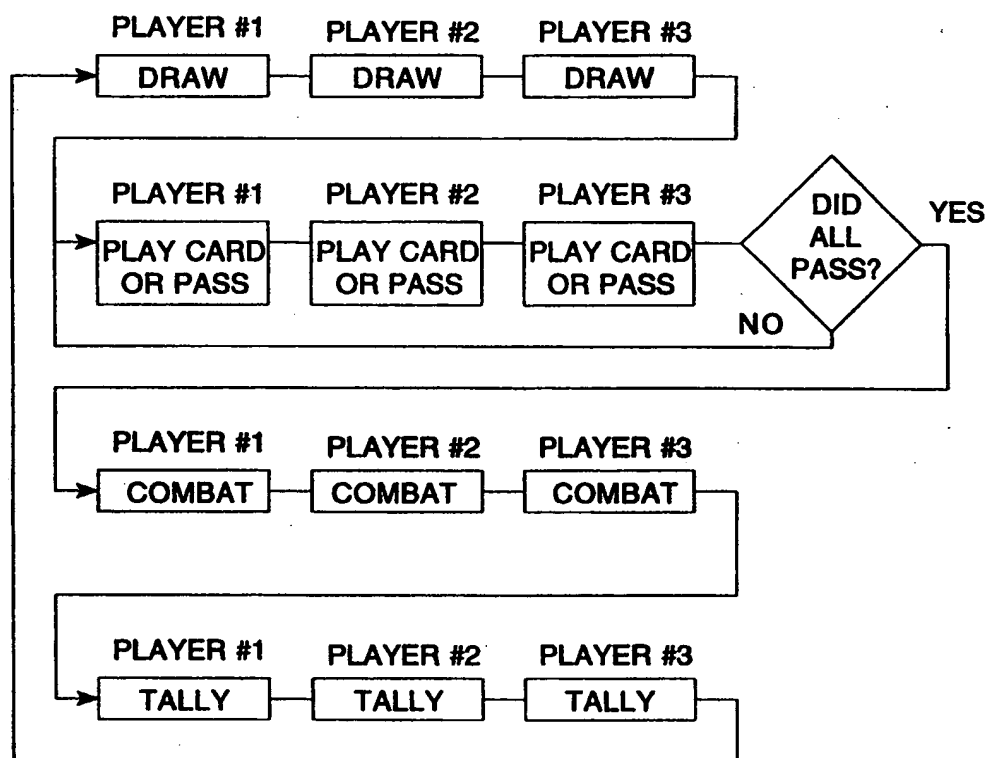 PLAYER #1 PLAYER #2 PLAYER #3
DRAW DRAW DRAW
PLAYER #1 PLAYER #2 PLAYER #3
DID
ALL
PASS?
YES
PLAY CARD
OR PASS
PLAY CARD
OR PASS
PLAY CARD
OR PASS
NO
PLAYER #1 PLAYER #2 PLAYER #3
COMBAT COMBAT COMBAT
PLAYER #1 PLAYER #2 PLAYER #3
TALLY TALLY TALLY